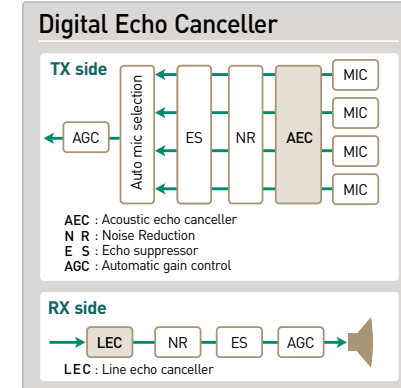 Digital Echo Canceller
TX side
MIC
MIC
MIC
MIC
AGC
Auto mic selection
ES
NR
AEC
AEC : Acoustic echo canceller
N R : Noise Reduction
E S : Echo suppressor
AGC : Automatic gain control
RX side
LEC
NR
ES
AGC
LEC : Line echo canceller